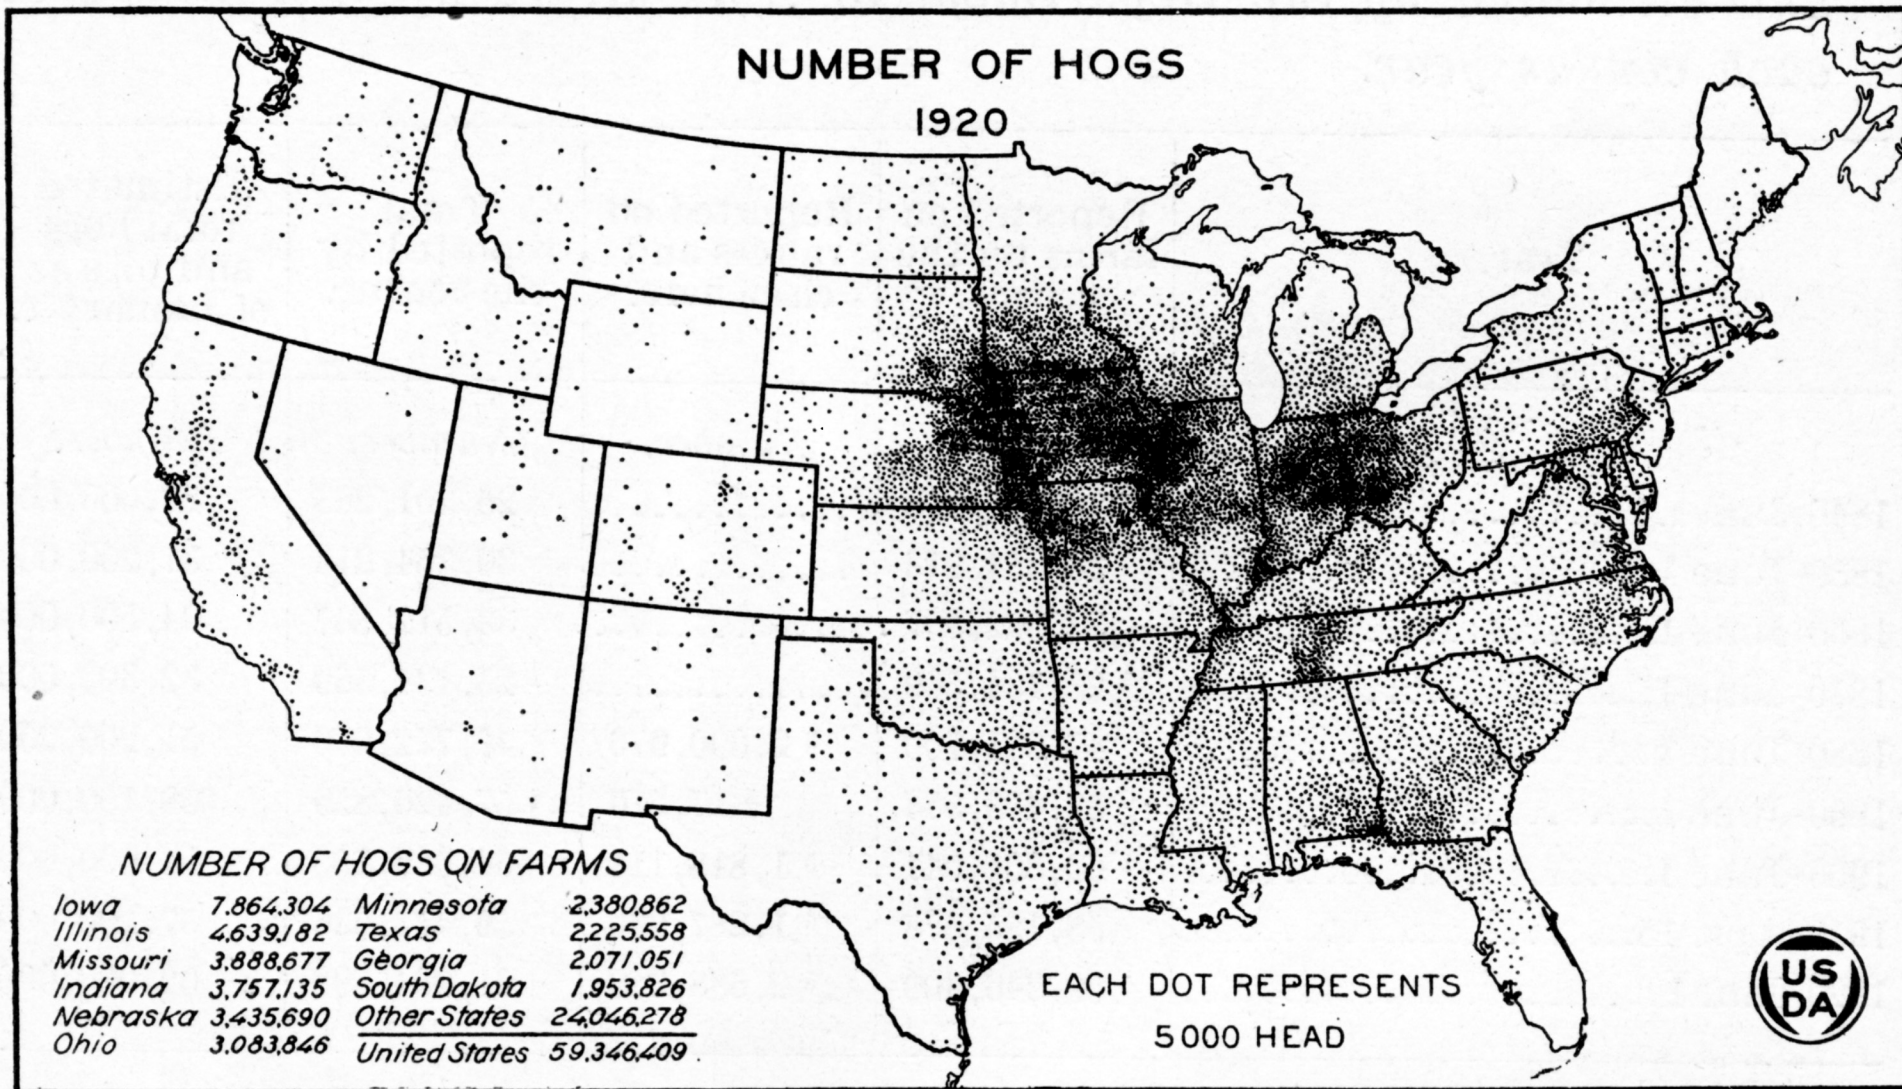 NUMBER OF HOGS
1920
NUMBER OF HOGS ON FARMS
Iowa 7,864,304 Minnesota 2,380,862
Illinois 4,639,182 Texas 2,225,558
Missouri 3,888,677 Georgia 2,071,051
Indiana 3,757,135 South Dakota 1,953,826
Nebraska 3,435,690 Other States 24,046,278
Ohio 3,083,846 United States 59,346,409
EACH DOT REPRESENTS
5000 HEAD
US
DA